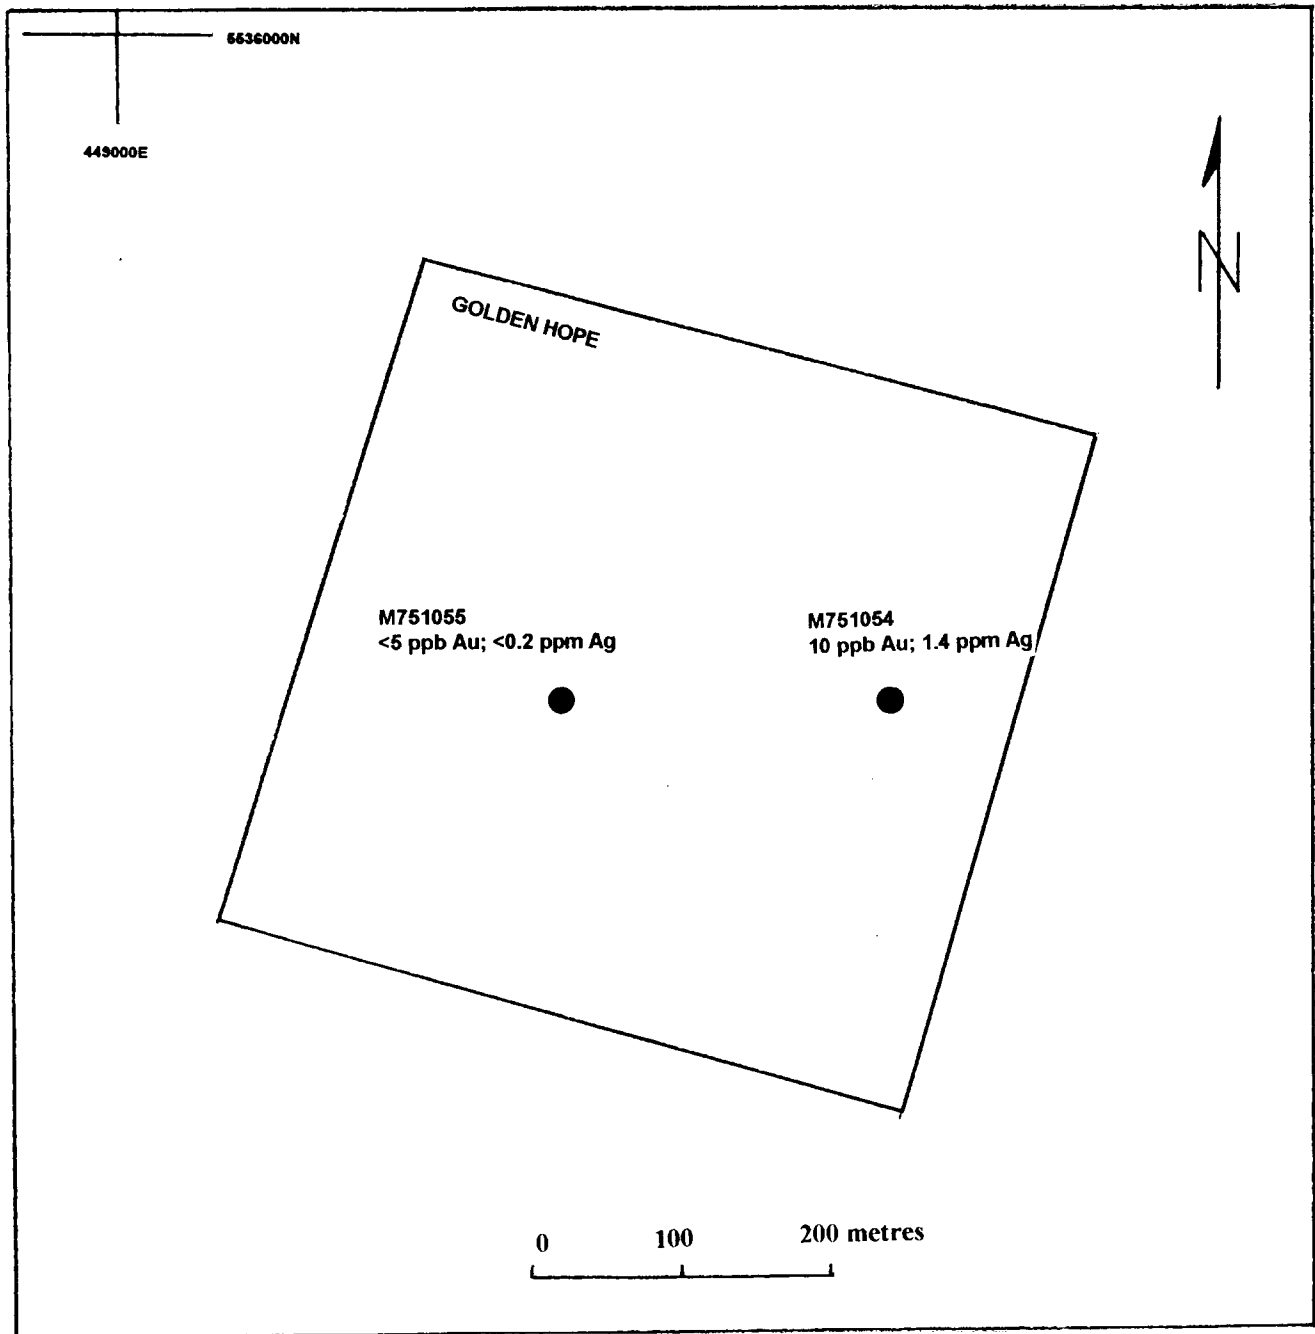 5536000N
449000E
N
GOLDEN HOPE
M751055
<5 ppb Au; <0.2 ppm Ag
M751054
10 ppb Au; 1.4 ppm Ag
0 100 200 metres